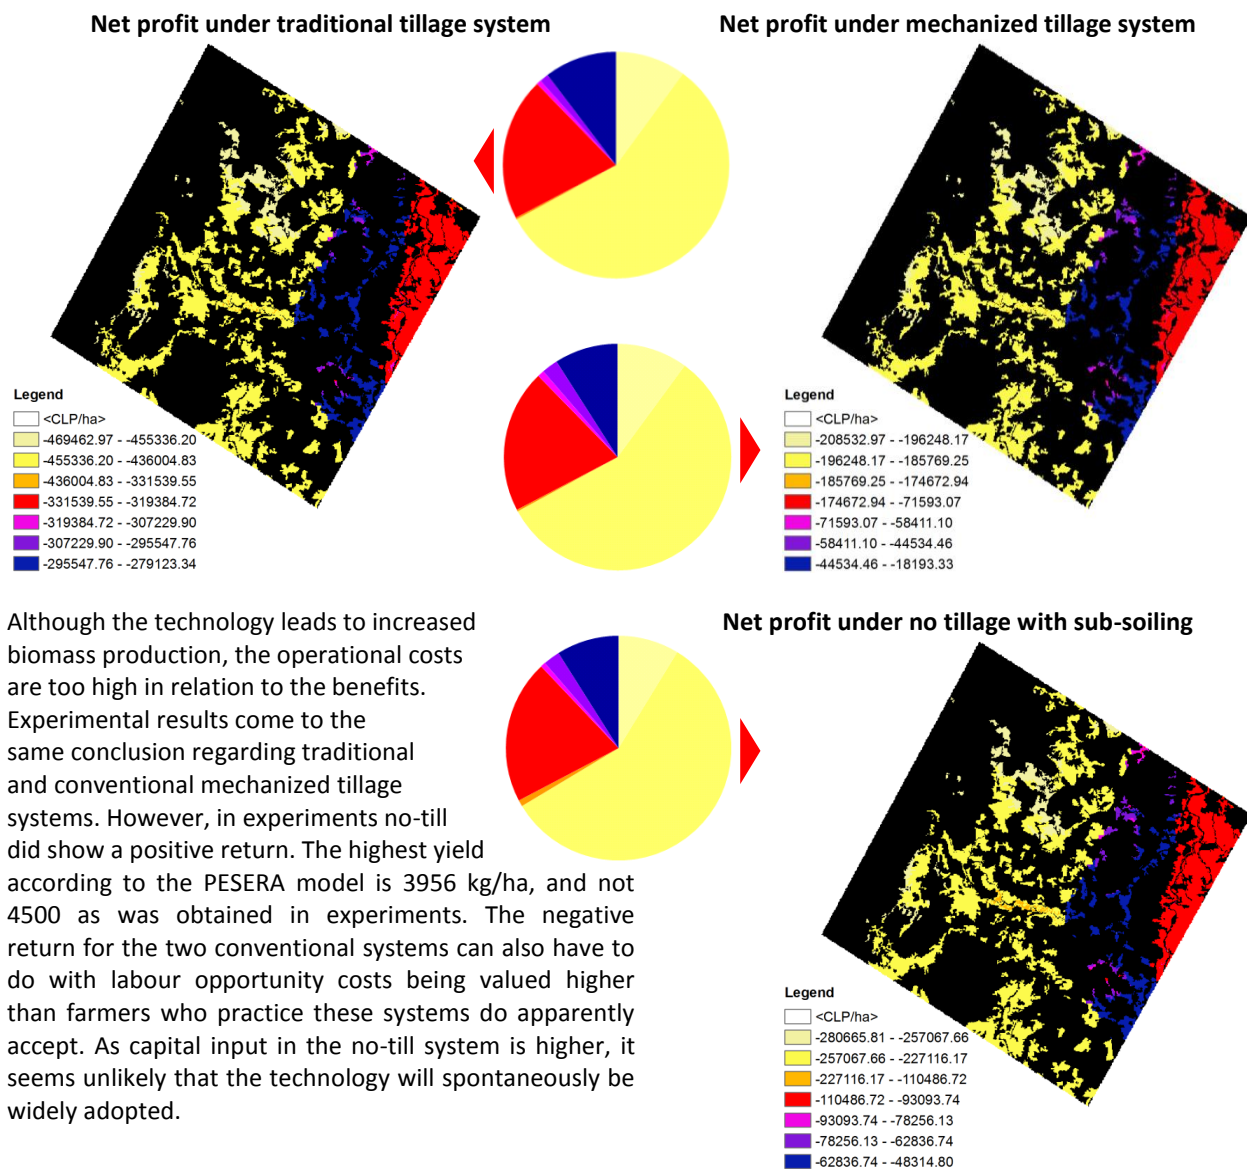 Net profit under traditional tillage system
Net profit under mechanized tillage system
Legend
<CLP/ha>
-469462.97 - -455336.20
-455336.20 - -436004.83
-436004.83 - -331539.55
-331539.55 - -319384.72
-319384.72 - -307229.90
-307229.90 - -295547.76
-295547.76 - -279123.34
Legend
<CLP/ha>
-208532.97 - -196248.17
-196248.17 - -185769.25
-185769.25 - -174672.94
-174672.94 - -71593.07
-71593.07 - -58411.10
-58411.10 - -44534.46
-44534.46 - -18193.33
Although the technology leads to increased
biomass production, the operational costs
are too high in relation to the benefits.
Experimental results come to the
same conclusion regarding traditional
and conventional mechanized tillage
systems. However, in experiments no-till
did show a positive return. The highest yield
according to the PESERA model is 3956 kg/ha, and not
4500 as was obtained in experiments. The negative
return for the two conventional systems can also have to
do with labour opportunity costs being valued higher
than farmers who practice these systems do apparently
accept. As capital input in the no-till system is higher, it
seems unlikely that the technology will spontaneously be
widely adopted.
Net profit under no tillage with sub-soiling
Legend
<CLP/ha>
-280665.81 - -257067.66
-257067.66 - -227116.17
-227116.17 - -110486.72
-110486.72 - -93093.74
-93093.74 - -78256.13
-78256.13 - -62836.74
-62836.74 - -48314.80